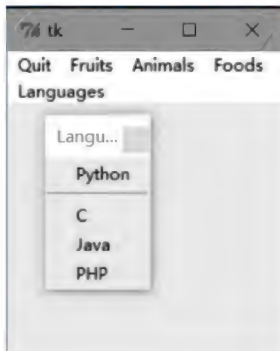 tk
Quit Fruits Animals Foods
Languages
Langu...
Python
C
Java
PHP